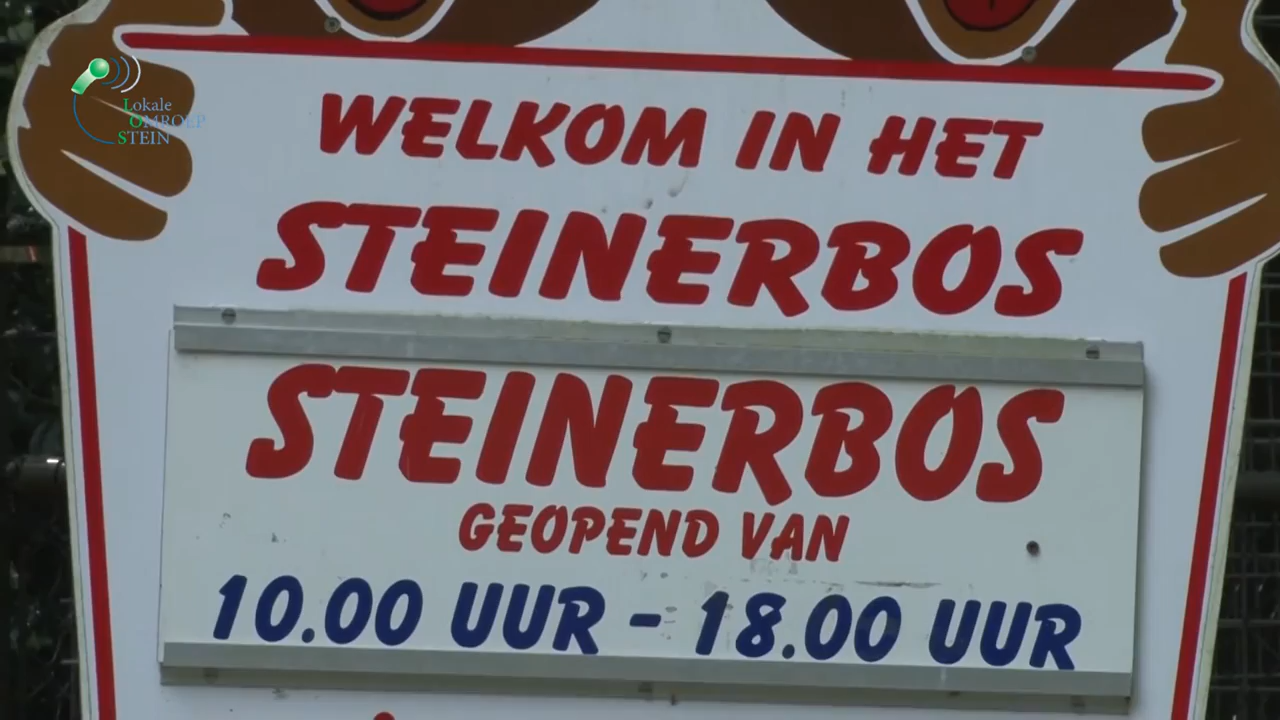 Lokale
OMROEP
STEIN
WELKOM IN HET
STEINERBOS
STEINERBOS
GEOPEND VAN
10.00 UUR - 18.00 UUR